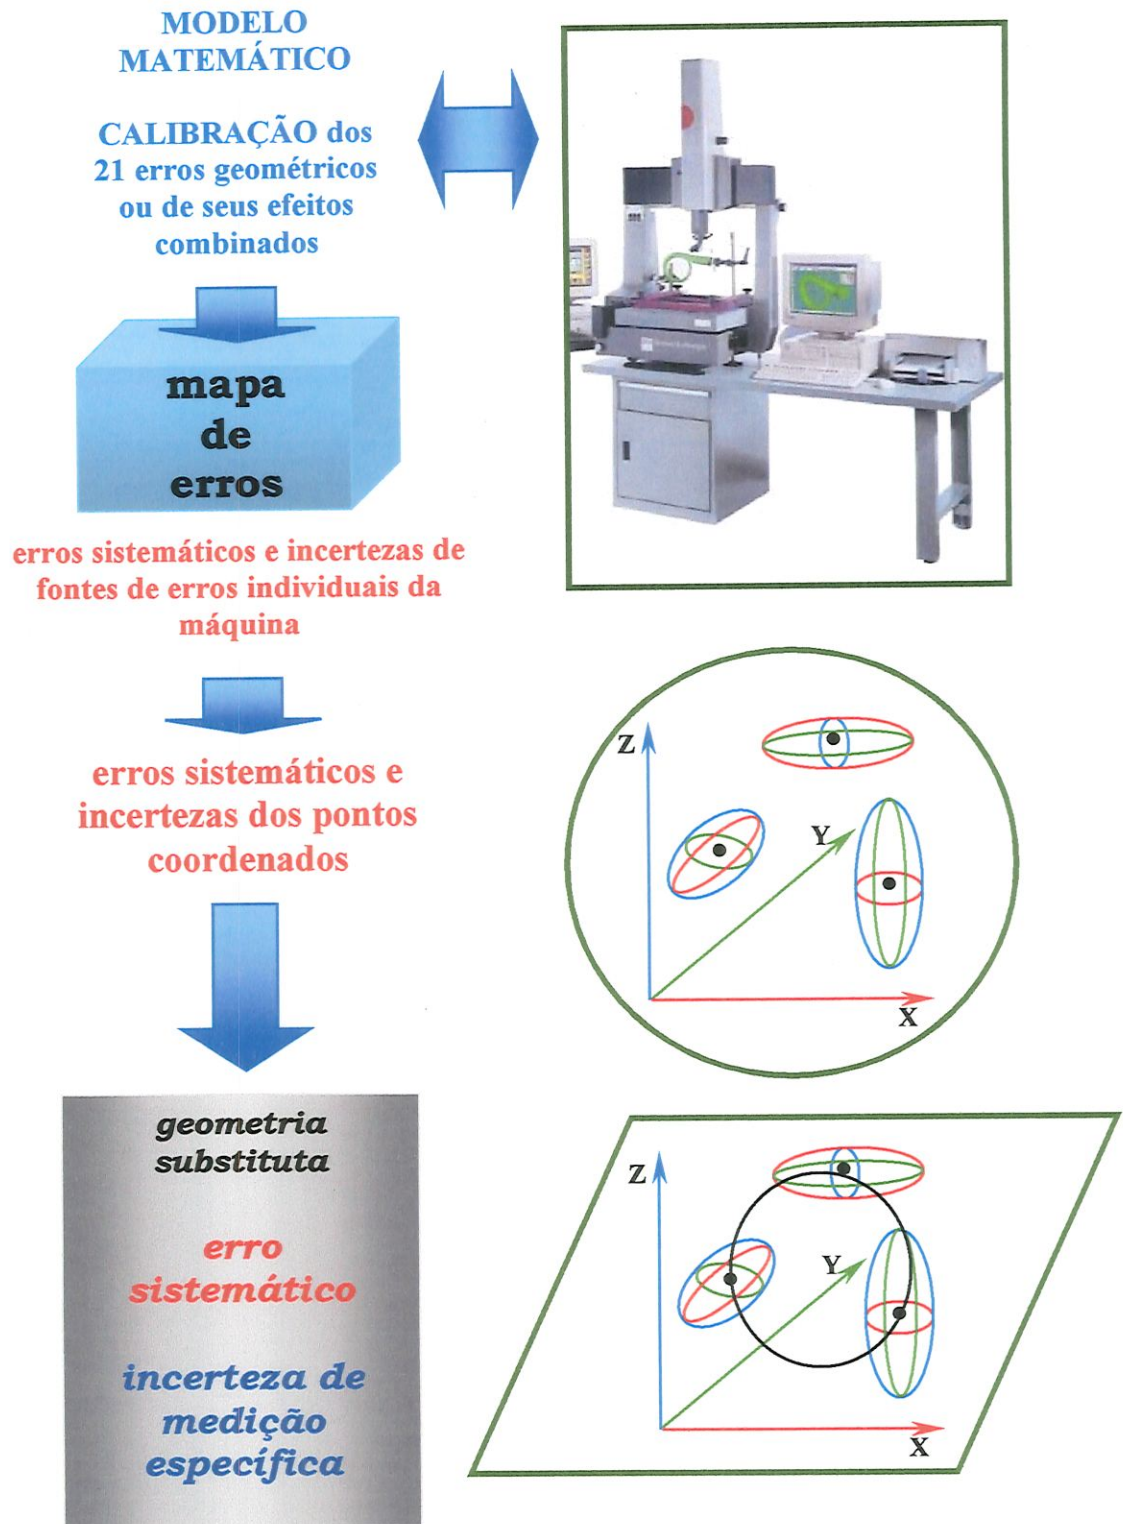 MODELO
MATEMÁTICO
CALIBRAÇÃO dos
21 erros geométricos
ou de seus efeitos
combinados
mapa
de
erros
erros sistemáticos e incertezas de
fontes de erros individuais da
máquina
erros sistemáticos e
incertezas dos pontos
coordenados
Z
Y
X
geometria
substituta
erro
sistemático
incerteza de
medição
específica
Z
Y
X